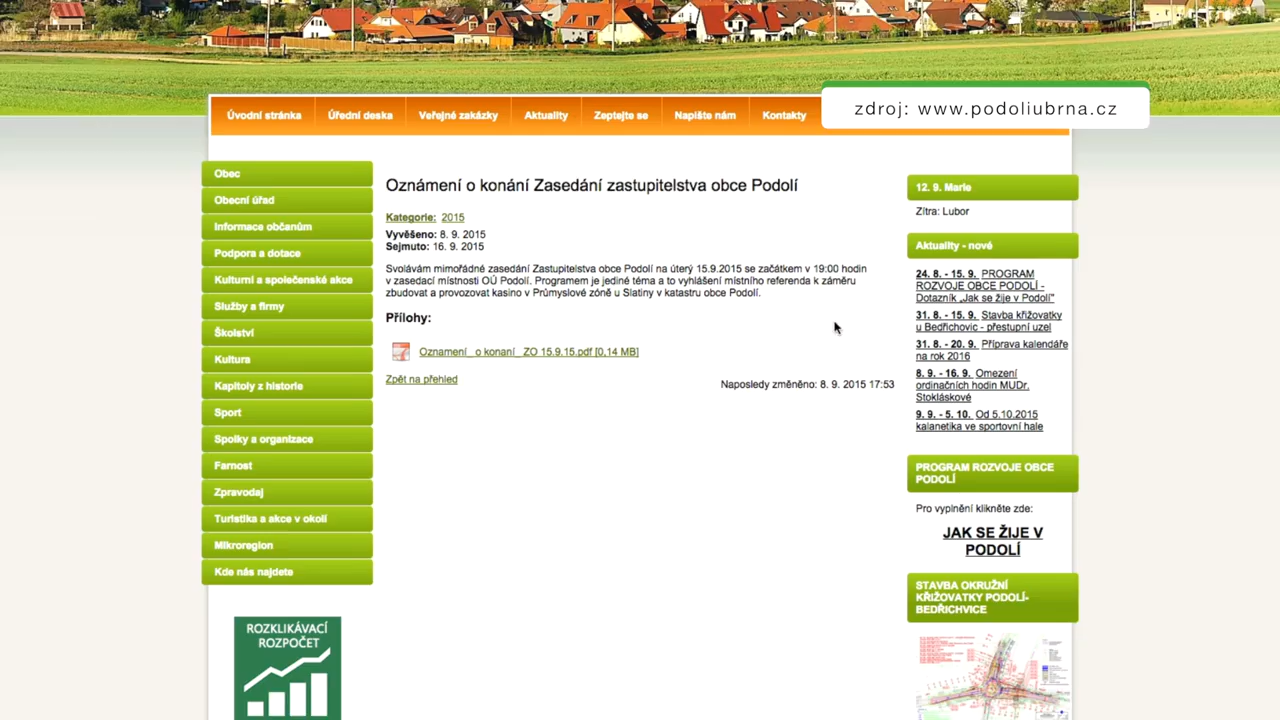 zdroj: www.podoliubrna.cz
Úvodní stránka
Úřední deska
Veřejné zakázky
Aktuality
Zeptejte se
Napište nám
Kontakty
Obec
Obecní úřad
Informace občanům
Podpora a dotace
Kulturní a společenské akce
Služby a firmy
Školství
Kultura
Kapitoly z historie
Sport
Spolky a organizace
Farnost
Zpravodaj
Turistika a akce v okolí
Mikroregion
Kde nás najdete
ROZKLIKÁVACÍ
ROZPOČET
Oznámení o konání Zasedání zastupitelstva obce Podolí
Kategorie: 2015
Vyvěšeno: 8. 9. 2015
Sejmuto: 16. 9. 2015
Svolávám mimořádné zasedání Zastupitelstva obce Podolí na úterý 15.9.2015 se začátkem v 19:00 hodin
v zasedací místnosti OÚ Podolí. Programem je jediné téma a to vyhlášení místního referenda k záměru
zbudovat a provozovat kasino v Průmyslové zóně u Slatiny v katastru obce Podolí.
Přílohy:
Oznamení_ o konaní_ ZO 15.9.15.pdf [0,14 MB]
Zpět na přehled
Naposledy změněno: 8. 9. 2015 17:53
12. 9. Marie
Zítra: Lubor
Aktuality - nové
24. 8. - 15. 9. PROGRAM
ROZVOJE OBCE PODOLÍ -
Dotazník „Jak se žije v Podolí"
31. 8. - 15. 9. Stavba křižovatky
u Bedřichovic - přestupní uzel
31. 8. - 20. 9. Příprava kalendáře
na rok 2016
8. 9. - 16. 9. Omezení
ordinačních hodin MUDr.
Stokláskové
9. 9. - 5. 10. Od 5.10.2015
kalanetika ve sportovní hale
PROGRAM ROZVOJE OBCE
PODOLÍ
Pro vyplnění klikněte zde:
JAK SE ŽIJE V
PODOLÍ
STAVBA OKRUŽNÍ
KŘIŽOVATKY PODOLÍ-
BEDŘICHVICE